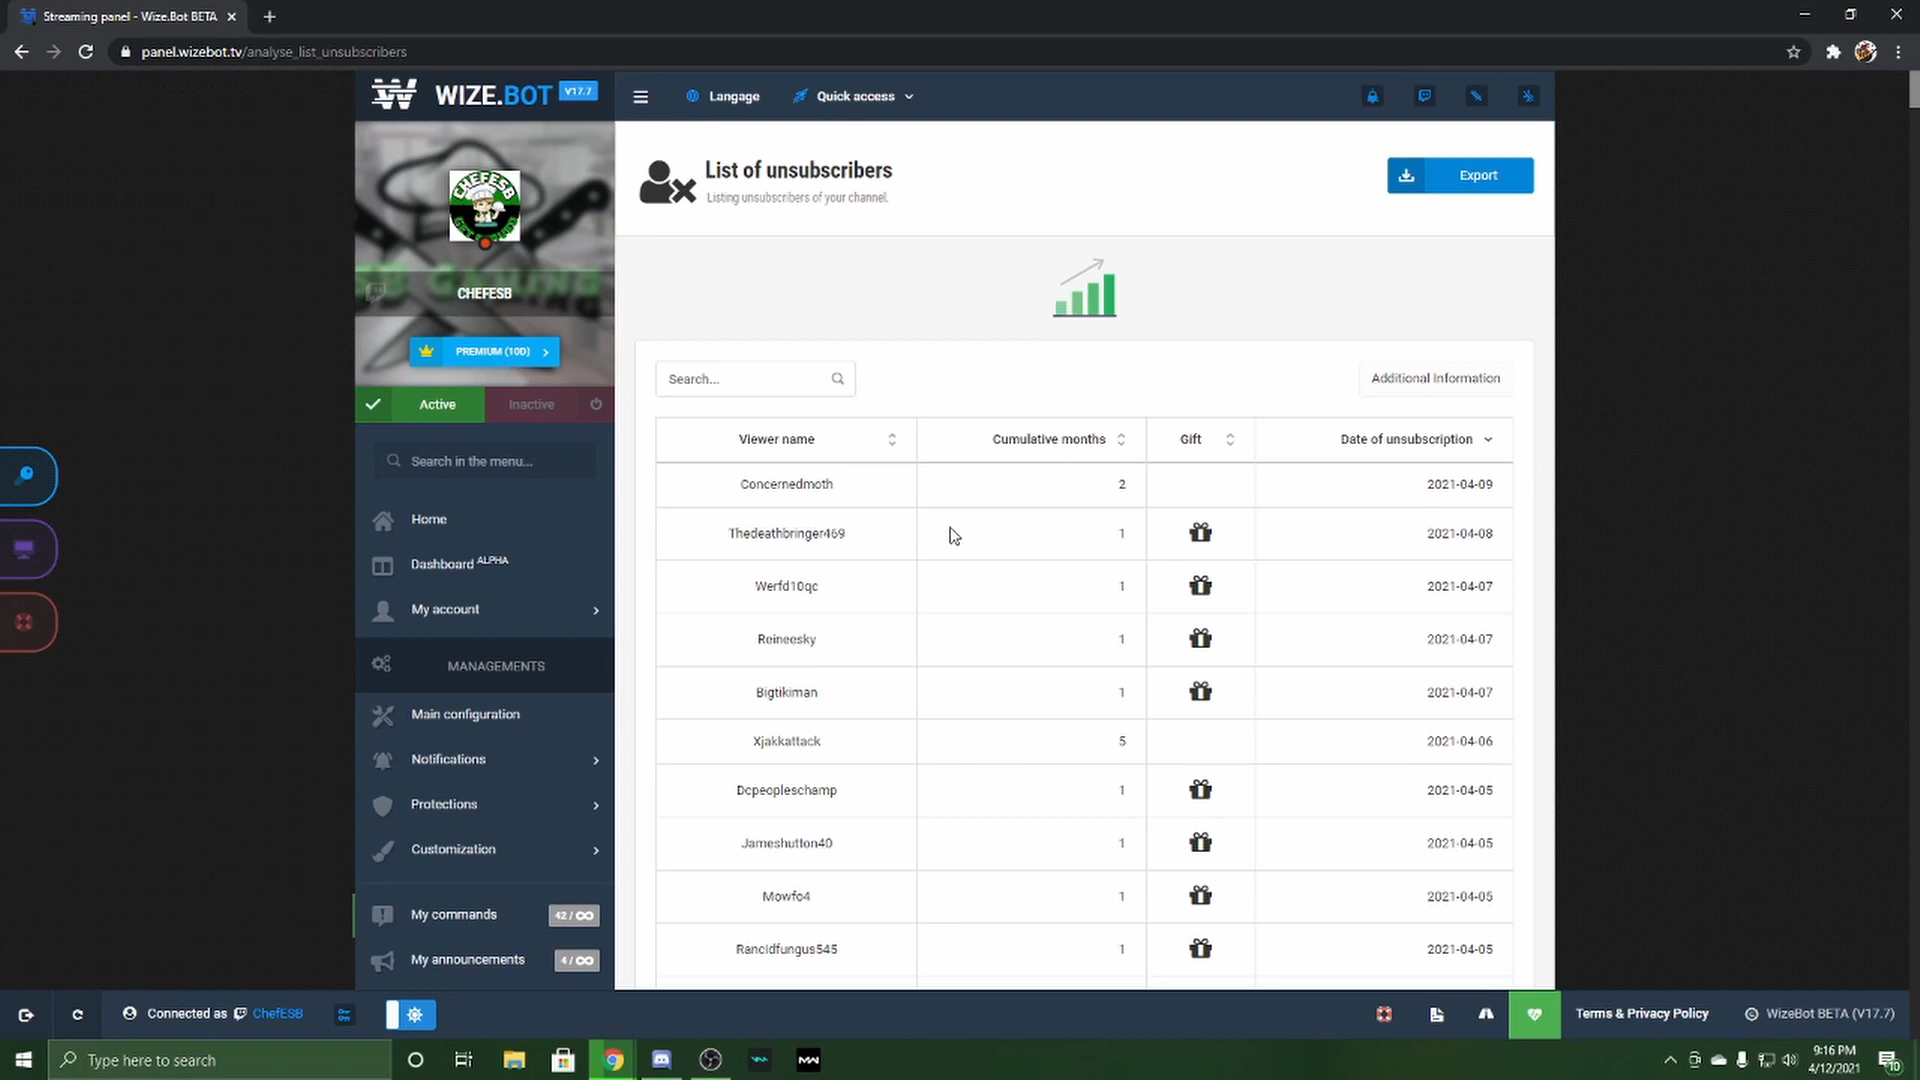 Streaming panel - Wize.Bot BETA
panel.wizebot.tv/analyse_list_unsubscribers
WIZE.BOT V17.7
Langage
Quick access
CHEFESB
CHEFESB
PREMIUM (10D)
Active
Inactive
Search in the menu...
Home
Dashboard ALPHA
My account
MANAGEMENTS
Main configuration
Notifications
Protections
Customization
My commands
42 / ∞
My announcements
4 / ∞
List of unsubscribers
Listing unsubscribers of your channel.
Export
Search...
Additional Information
Viewer name Cumulative months Gift Date of unsubscription
Concernedmoth 2 2021-04-09
Thedeathbringer469 1 2021-04-08
Werfd10qc 1 2021-04-07
Reineesky 1 2021-04-07
Bigtikiman 1 2021-04-07
Xjakkattack 5 2021-04-06
Dcpeopleschamp 1 2021-04-05
Jameshutton40 1 2021-04-05
Mowfo4 1 2021-04-05
Rancidfungus545 1 2021-04-05
Connected as ChefESB
Terms & Privacy Policy
© WizeBot BETA (V17.7)
Type here to search
MW
9:16 PM
4/12/2021
10